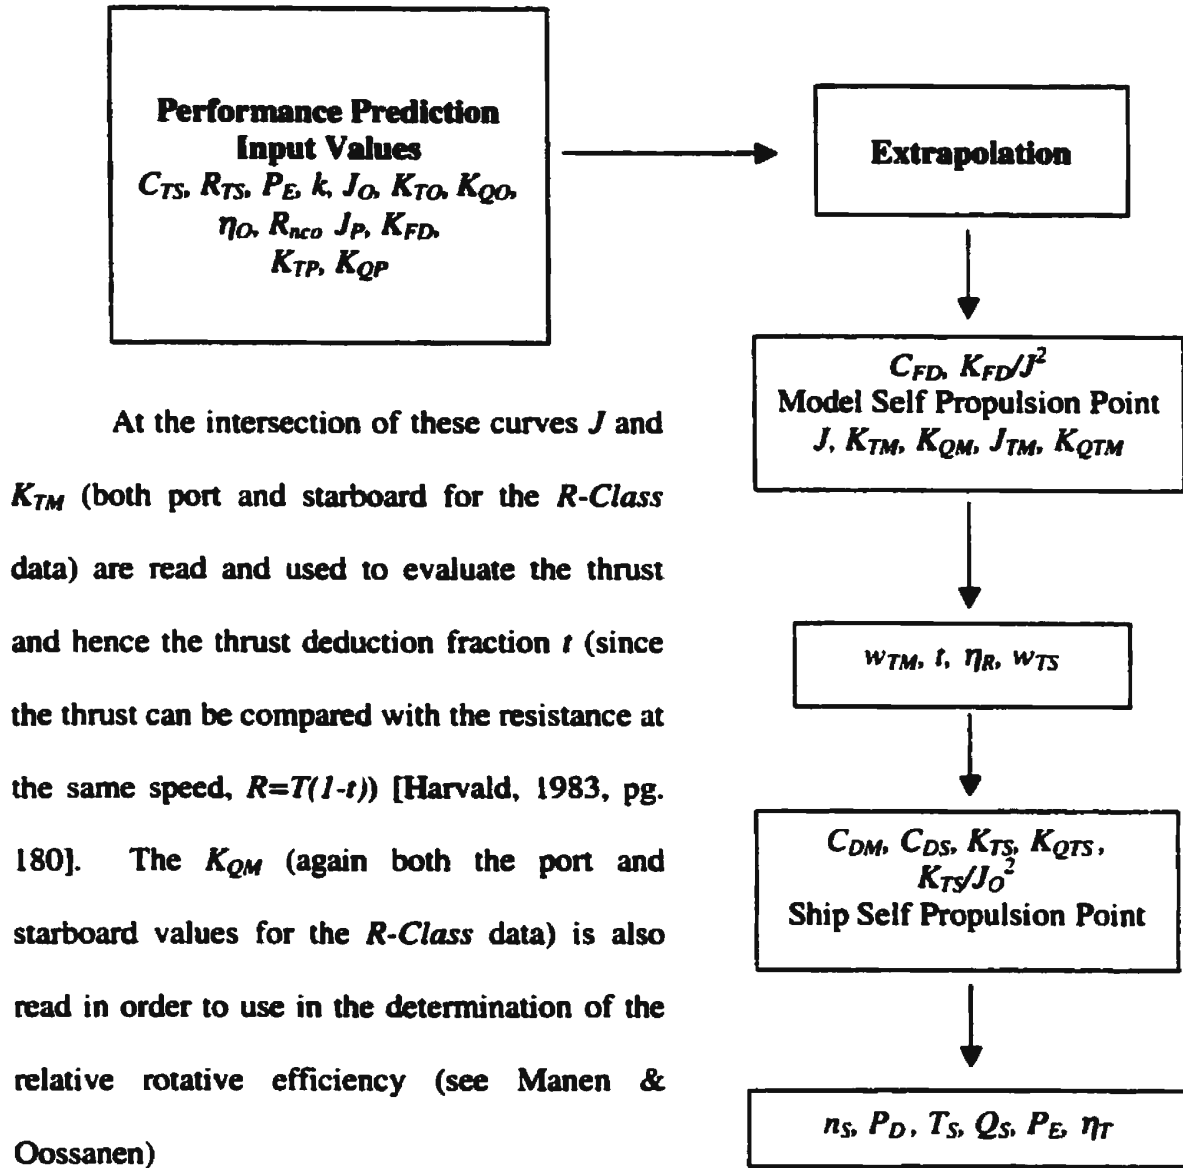 Performance Prediction
Input Values
C_TS, R_TS, P_E, k, J_O, K_TO, K_QO,
η_O, R_nco J_P, K_FD,
K_TP, K_QP
Extrapolation
C_FD, K_FD/J²
Model Self Propulsion Point
J, K_TM, K_QM, J_TM, K_QTM
w_TM, t, η_R, w_TS
C_DM, C_DS, K_TS, K_QTS,
K_TS/J_O²
Ship Self Propulsion Point
n_S, P_D, T_S, Q_S, P_E, η_T
At the intersection of these curves J and
K_TM (both port and starboard for the R-Class
data) are read and used to evaluate the thrust
and hence the thrust deduction fraction t (since
the thrust can be compared with the resistance at
the same speed, R=T(1-t)) [Harvald, 1983, pg.
180]. The K_QM (again both the port and
starboard values for the R-Class data) is also
read in order to use in the determination of the
relative rotative efficiency (see Manen &
Oossanen)